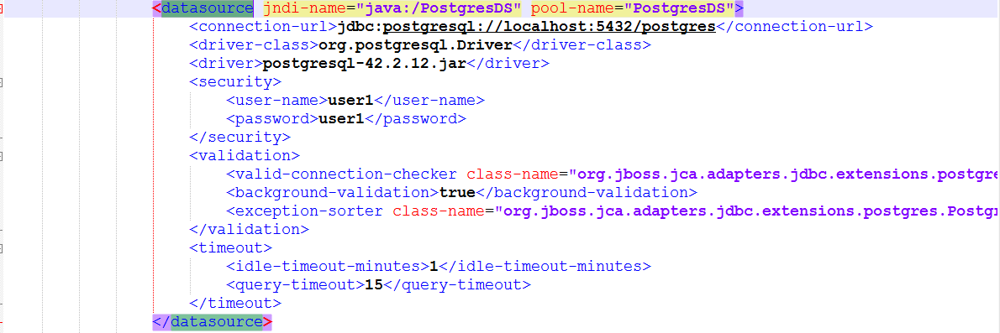 <datasource jndi-name="java:/PostgresDS" pool-name="PostgresDS">
<connection-url>jdbc:postgresql://localhost:5432/postgres</connection-url>
<driver-class>org.postgresql.Driver</driver-class>
<driver>postgresql-42.2.12.jar</driver>
<security>
<user-name>user1</user-name>
<password>user1</password>
</security>
<validation>
<valid-connection-checker class-name="org.jboss.jca.adapters.jdbc.extensions.postgre
<background-validation>true</background-validation>
<exception-sorter class-name="org.jboss.jca.adapters.jdbc.extensions.postgres.Postgr
</validation>
<timeout>
<idle-timeout-minutes>1</idle-timeout-minutes>
<query-timeout>15</query-timeout>
</timeout>
</datasource>